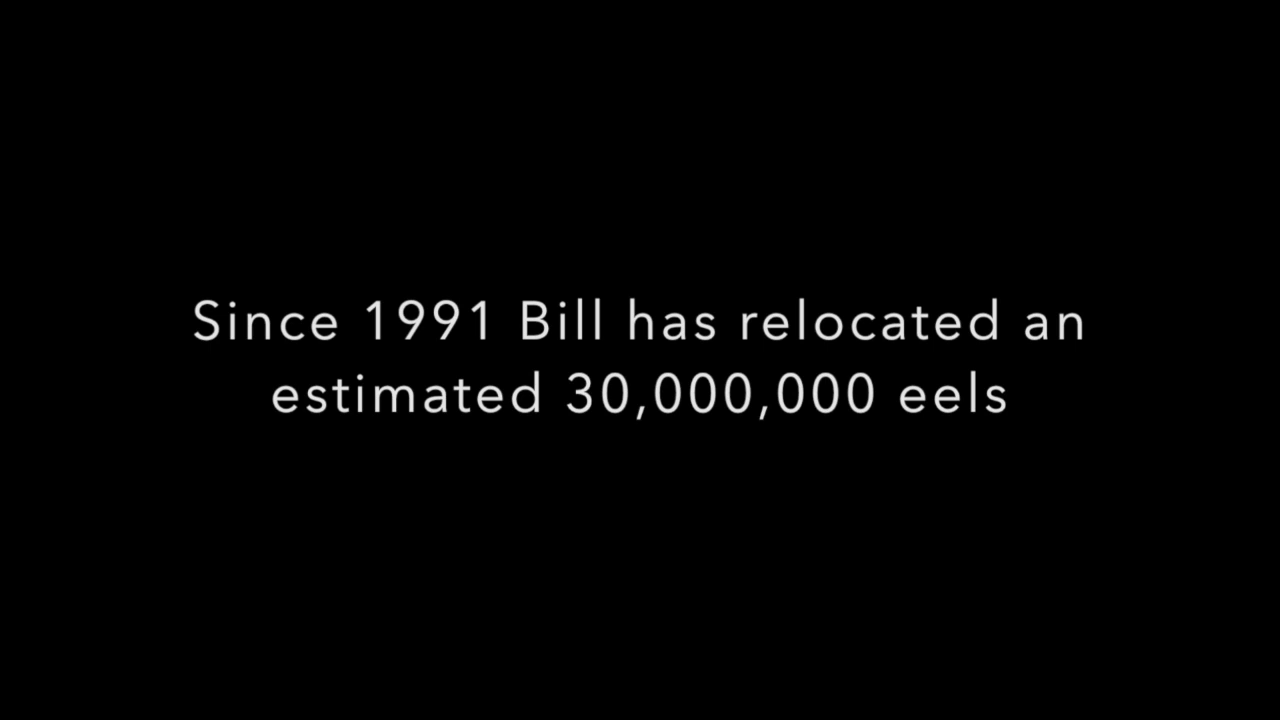 Since 1991 Bill has relocated an
estimated 30,000,000 eels